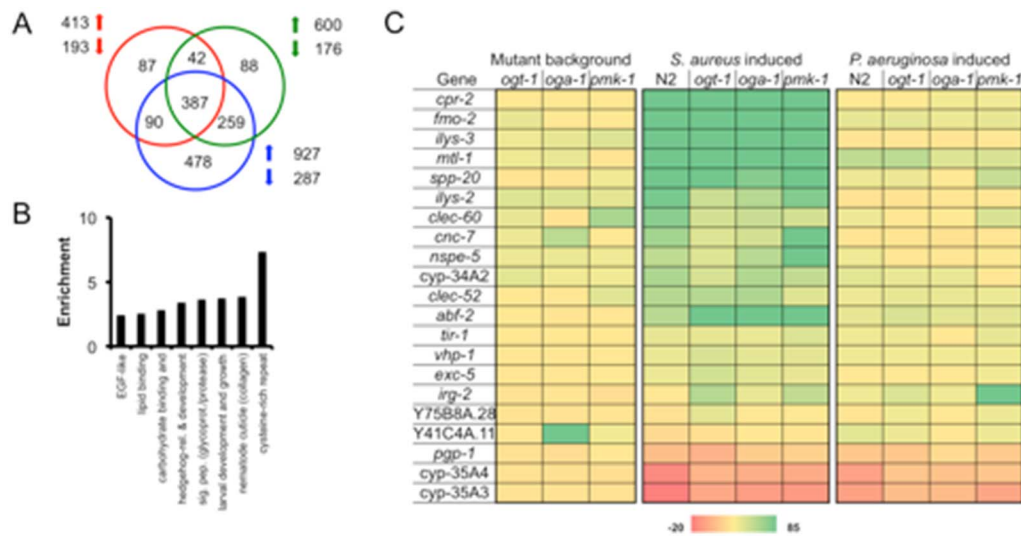 A
413
193
600
176
87
42
88
387
90
259
478
927
287
B
10
5
0
Enrichment
EGF-like
lipid binding
carbohydrate binding and
hedgehog-rel. & development
sig. pep. (glycoprot./protease)
larval development and growth
nematode cuticle (collagen)
cysteine-rich repeat
C
Mutant background S. aureus induced P. aeruginosa induced
Gene ogt-1 oga-1 pmk-1 N2 ogt-1 oga-1 pmk-1 N2 ogt-1 oga-1 pmk-1
cpr-2
fmo-2
ilys-3
mtl-1
spp-20
ilys-2
clec-60
cnc-7
nspe-5
cyp-34A2
clec-52
abf-2
tir-1
vhp-1
exc-5
irg-2
Y75B8A.28
Y41C4A.11
pgp-1
cyp-35A4
cyp-35A3
-20 85